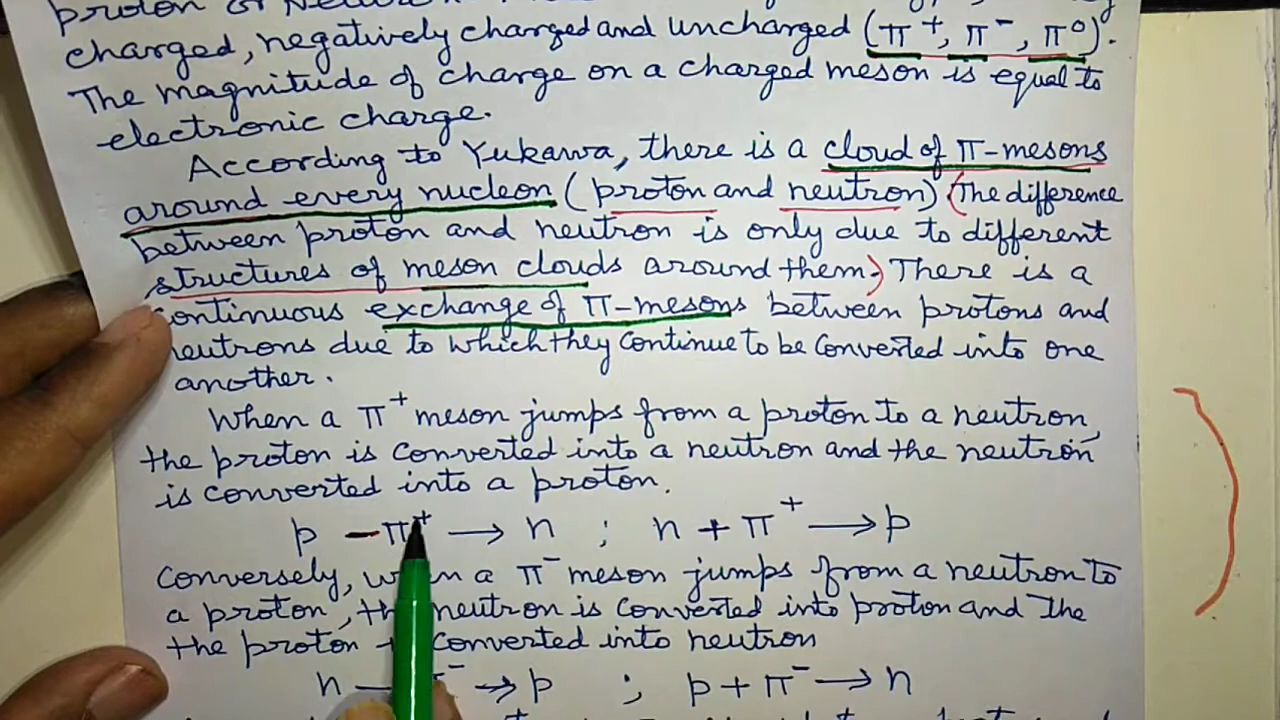 proton or
charged, negatively charged and uncharged (π+, π-, π0).
The magnitude of charge on a charged meson is equal to
electronic charge.
According to Yukawa, there is a cloud of π-mesons
around every nucleon (proton and neutron) (The difference
between proton and neutron is only due to different
structures of meson clouds around them.) There is a
continuous exchange of π-mesons between protons and
neutrons due to which they continue to be converted into one
another.
When a π+ meson jumps from a proton to a neutron,
the proton is converted into a neutron and the neutron
is converted into a proton.
p - π+ → n ; n + π+ → p
Conversely, when a π- meson jumps from a neutron to
a proton, the neutron is converted into proton and The
the proton converted into neutron
n - → p ; p + π- → n